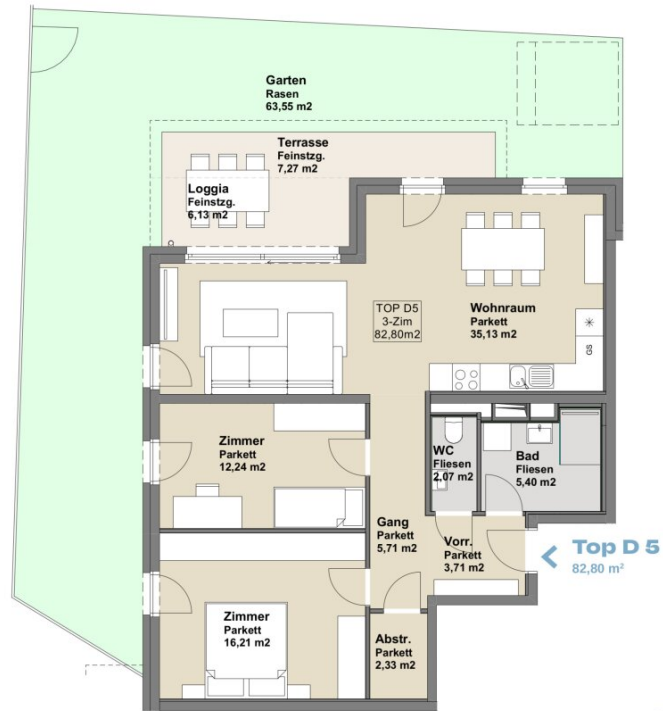 Garten
Rasen
63,55 m2
Terrasse
Feinstzg.
7,27 m2
Loggia
Feinstzg.
6,13 m2
TOP D5
3-Zim
82,80m2
Wohnraum
Parkett
35,13 m2
GS
Zimmer
Parkett
12,24 m2
WC
Fliesen
2,07 m2
Bad
Fliesen
5,40 m2
Gang
Parkett
5,71 m2
Vorr.
Parkett
3,71 m2
Top D 5
82,80 m²
Zimmer
Parkett
16,21 m2
Abstr.
Parkett
2,33 m2